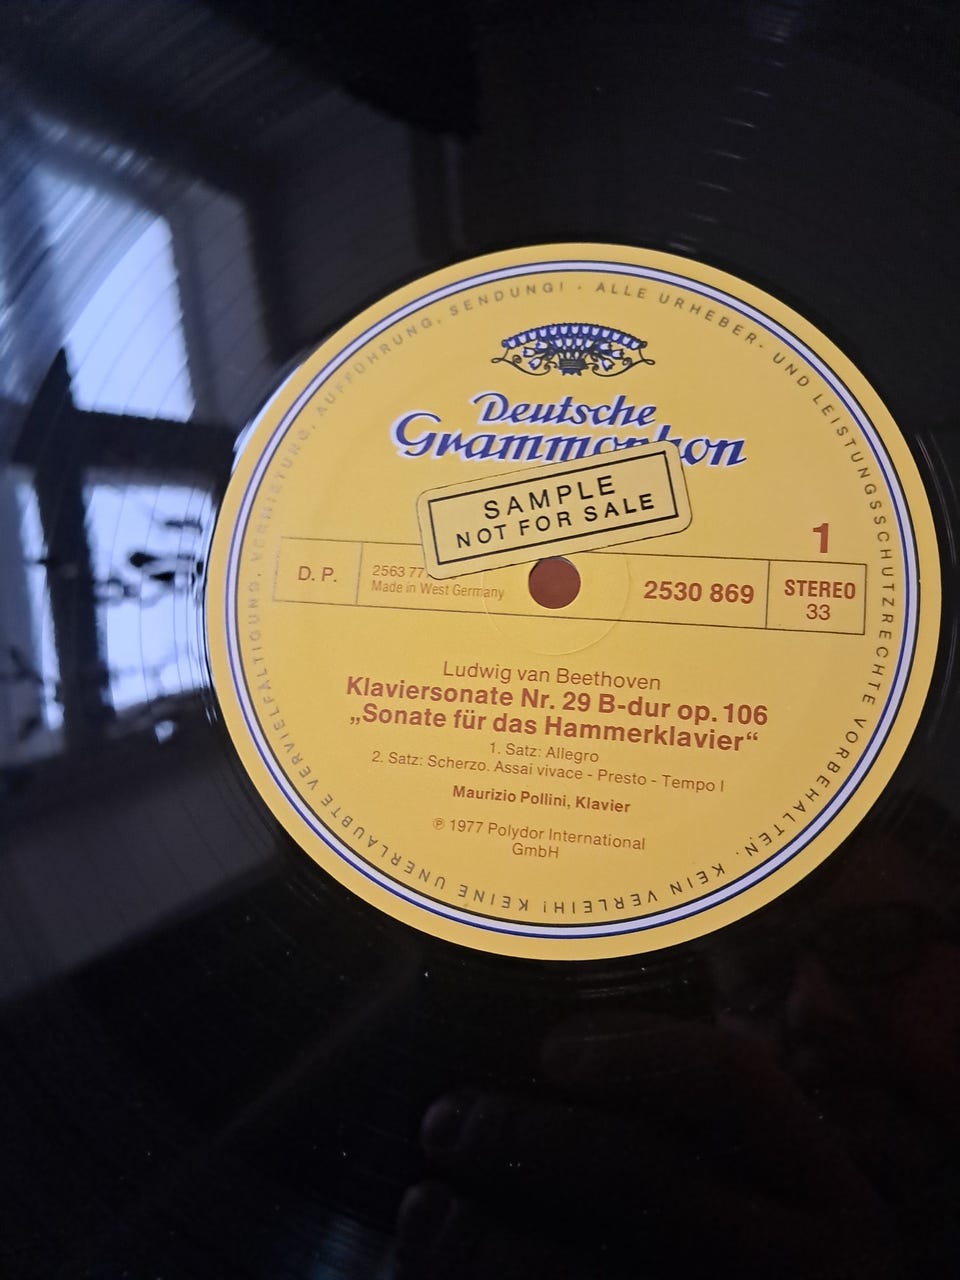 ALLE URHEBER- UND LEISTUNGSSCHUTZRECHTE VORBEHALTEN. KEIN VERLEIH! KEINE UNERLAUBTE VERVIELFÄLTIGUNG, VERMIETUNG, AUFFÜHRUNG, SENDUNG! ·
Deutsche
Grammophon
SAMPLE
NOT FOR SALE
1
D. P.
2563 77
Made in West Germany
2530 869
STEREO
33
Ludwig van Beethoven
Klaviersonate Nr. 29 B-dur op. 106
„Sonate für das Hammerklavier“
1. Satz: Allegro
2. Satz: Scherzo. Assai vivace - Presto - Tempo I
Maurizio Pollini, Klavier
℗ 1977 Polydor International
GmbH